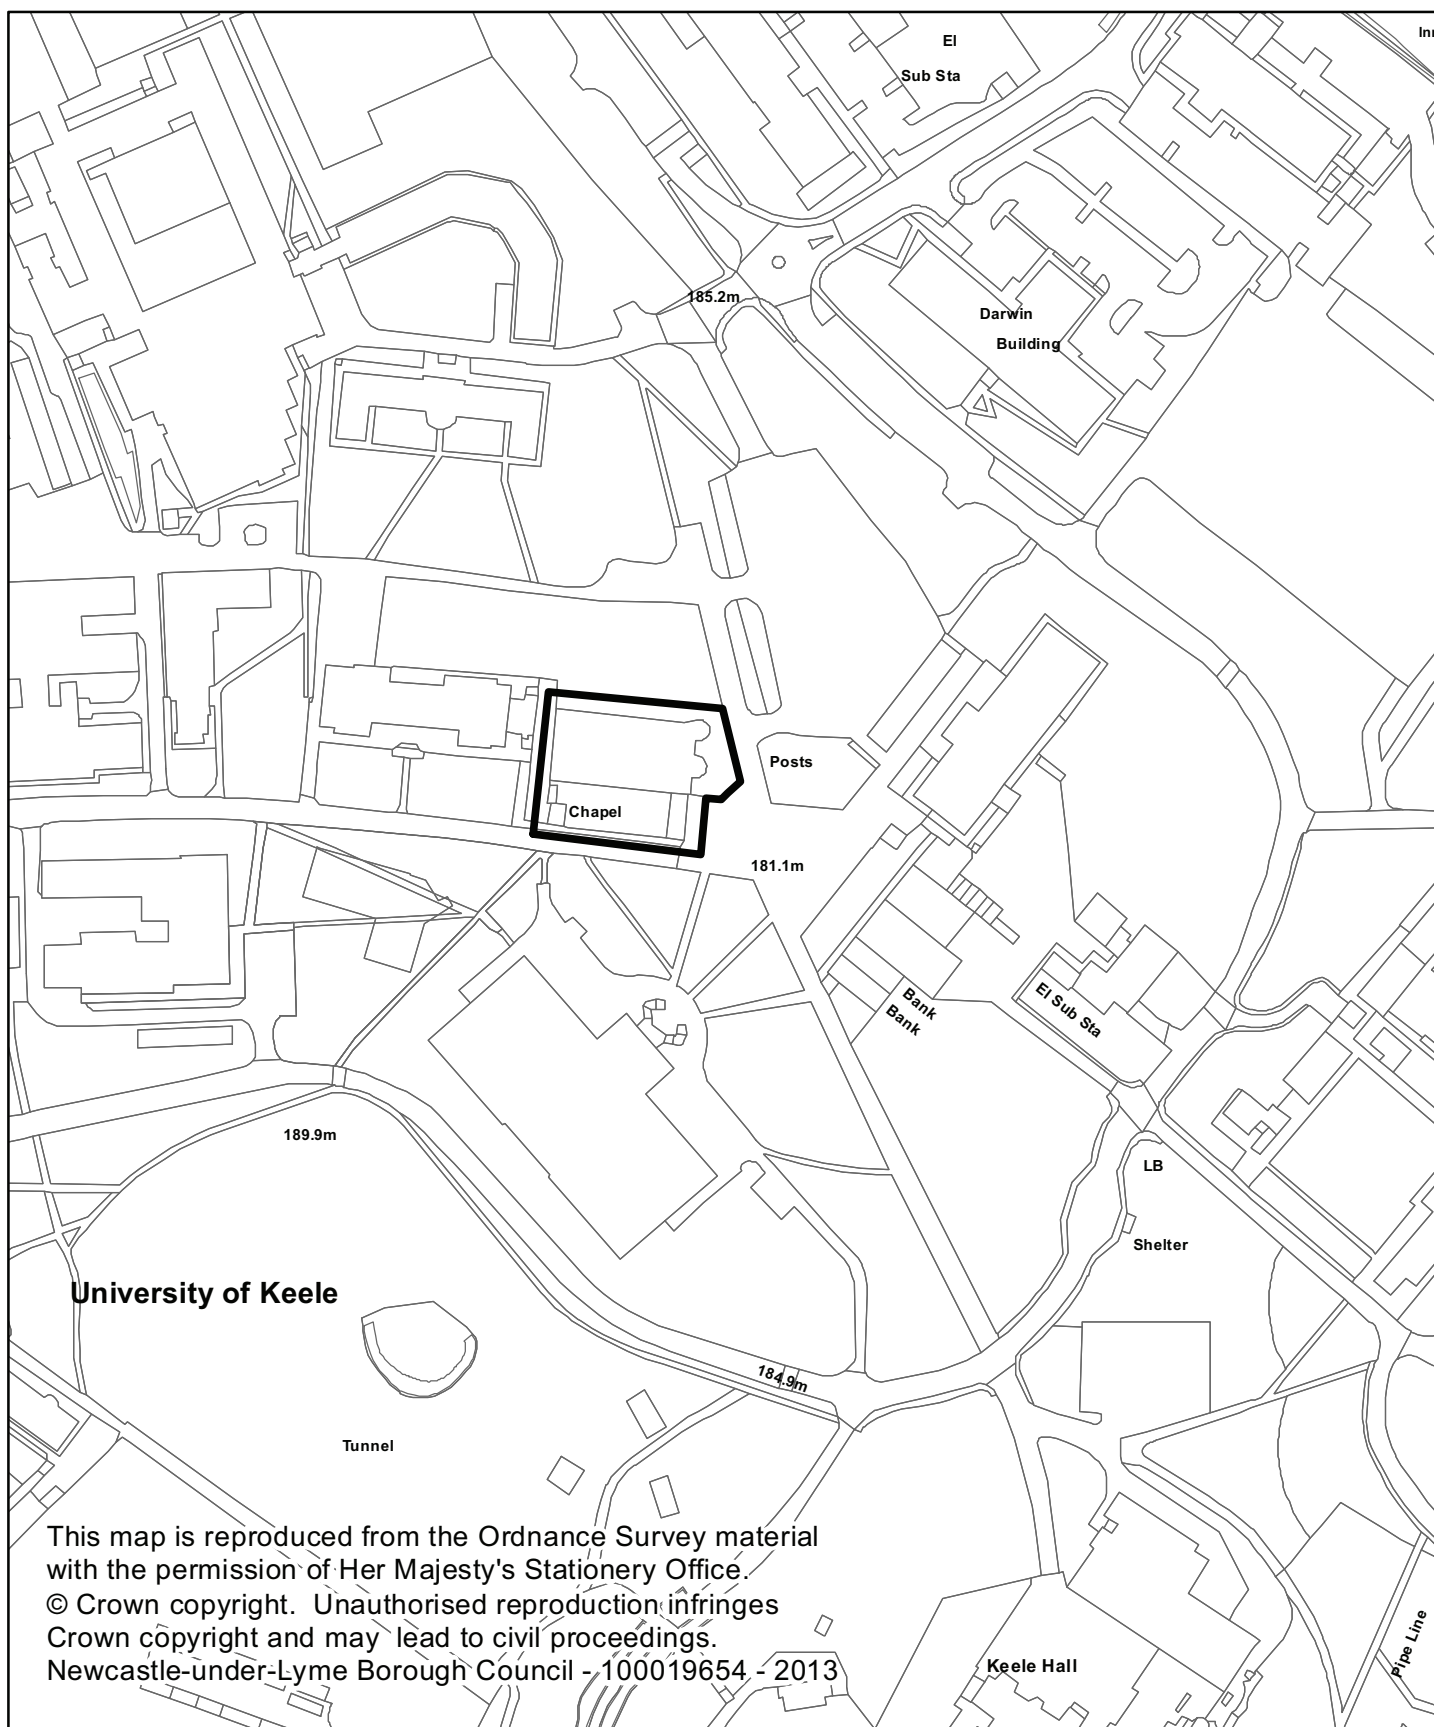 El
Inn
Sub Sta
185.2m
Darwin
Building
Posts
Chapel
181.1m
Bank
Bank
El Sub Sta
189.9m
LB
Shelter
University of Keele
184.9m
Tunnel
This map is reproduced from the Ordnance Survey material
with the permission of Her Majesty's Stationery Office.
© Crown copyright. Unauthorised reproduction infringes
Crown copyright and may lead to civil proceedings.
Newcastle-under-Lyme Borough Council - 100019654 - 2013
Keele Hall
Pipe Line